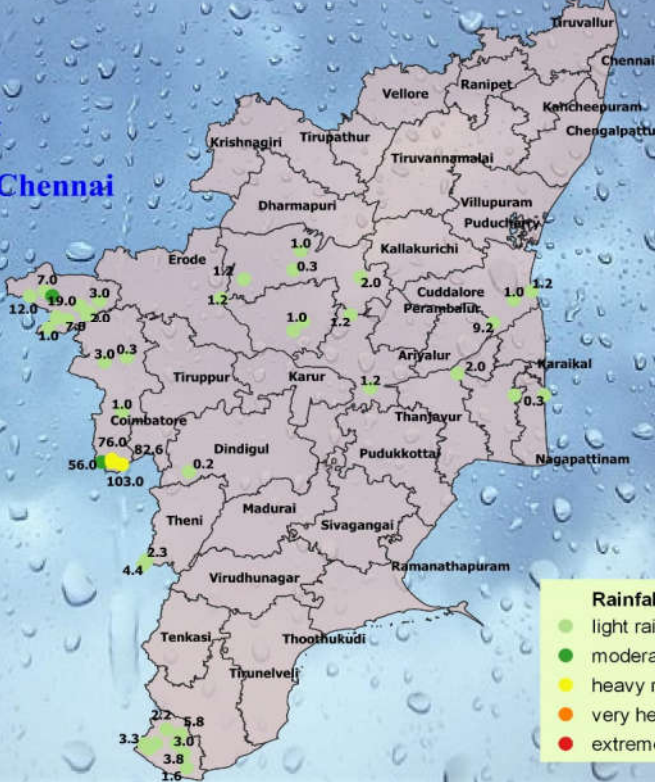 Tiruvallur
Chennai
Ranipet
Vellore
Kancheepuram
Chengalpattu
Krishnagiri
Tirupathur
Tiruvannamalai
Chennai
Dharmapuri
Villupuram
Puducherry
1.0
Kallakurichi
Erode
0.3
1.2
2.0
7.0
3.0
19.0
12.0
2.0
7.0
1.0
1.2
1.0
1.2
Cuddalore
1.0
1.2
Perambalur
9.2
3.0
0.3
Ariyalur
2.0
Karaikal
Tiruppur
Karur
1.2
0.3
1.0
Coimbatore
Thanjavur
76.0
82.6
Dindigul
Pudukkottai
56.0
0.2
Nagapattinam
103.0
Madurai
Theni
Sivagangai
2.3
4.4
Ramanathapuram
Virudhunagar
Rainfal
light rai
modera
heavy r
very he
extrem
Tenkasi
Thoothukudi
Tirunelveli
2.2
5.8
3.3
3.0
3.8
1.6